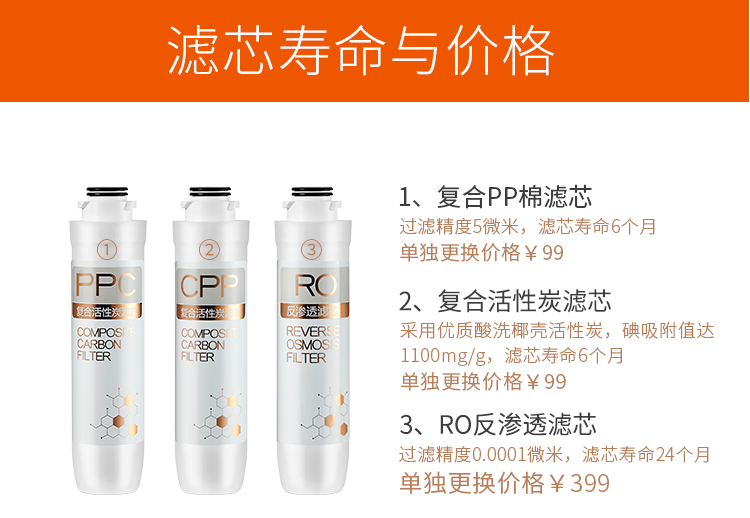 滤芯寿命与价格
①
PPC
复合活性炭滤
COMPOSIT
CARBON
FILTER
②
CPP
复合活性炭滤
COMPOSIT
CARBON
FILTER
③
RO
反渗透滤
REVERSE
OSMOSIS
FILTER
1、复合PP棉滤芯
过滤精度5微米，滤芯寿命6个月
单独更换价格￥99
2、复合活性炭滤芯
采用优质酸洗椰壳活性炭，碘吸附值达
1100mg/g，滤芯寿命6个月
单独更换价格￥99
3、RO反渗透滤芯
过滤精度0.0001微米，滤芯寿命24个月
单独更换价格￥399